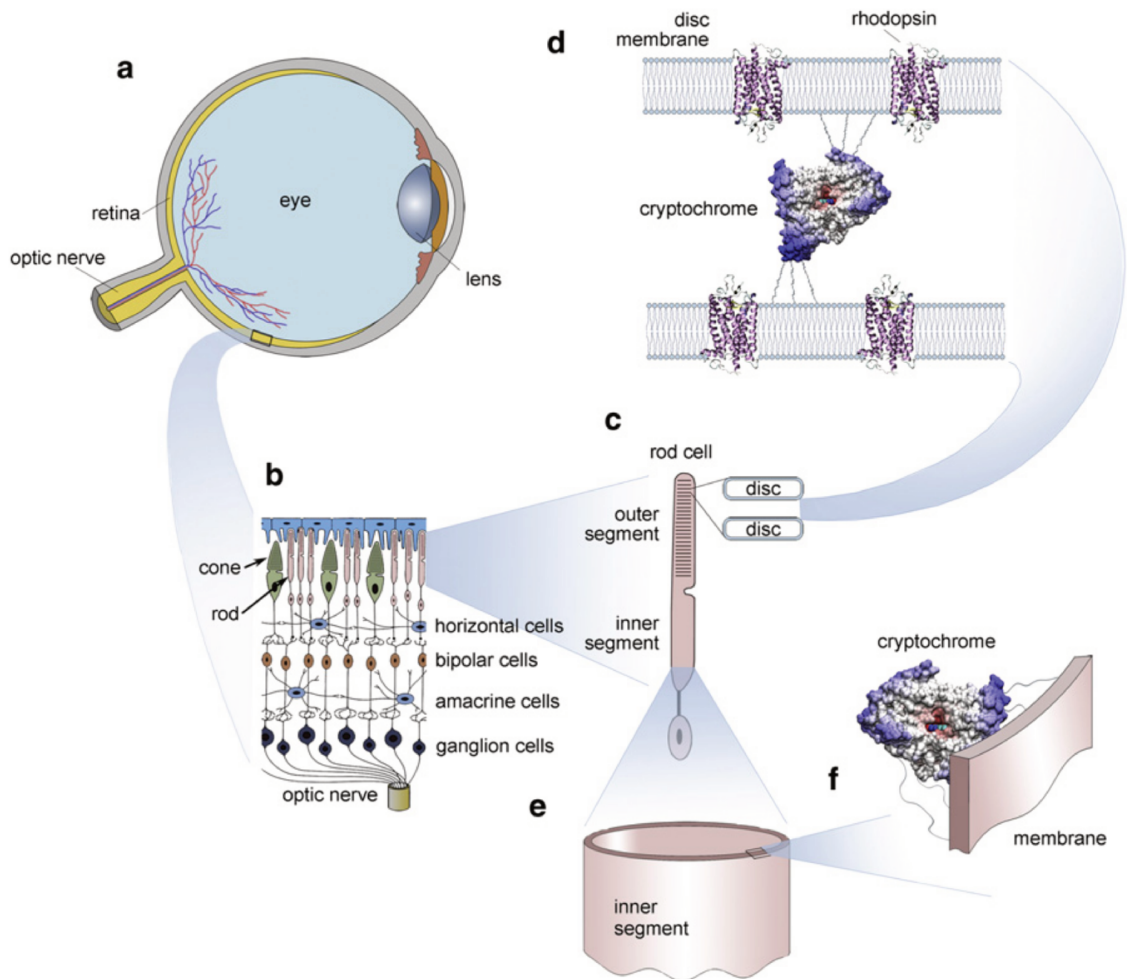 a
retina
optic nerve
eye
lens
d
disc
membrane
rhodopsin
cryptochrome
b
cone
rod
horizontal cells
bipolar cells
amacrine cells
ganglion cells
optic nerve
c
rod cell
outer
segment
disc
disc
inner
segment
e
inner
segment
cryptochrome
f
membrane